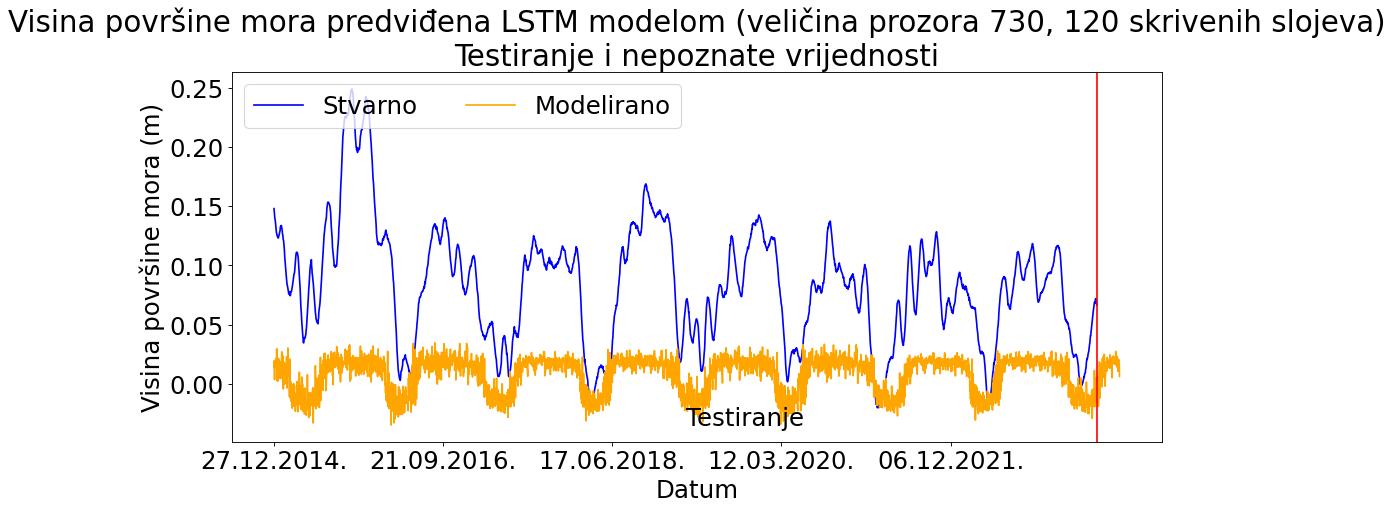 Visina površine mora predviđena LSTM modelom (veličina prozora 730, 120 skrivenih slojeva)
Testiranje i nepoznate vrijednosti
Stvarno
Modelirano
Visina površine mora (m)
0.25
0.20
0.15
0.10
0.05
0.00
Testiranje
27.12.2014.
21.09.2016.
17.06.2018.
12.03.2020.
06.12.2021.
Datum